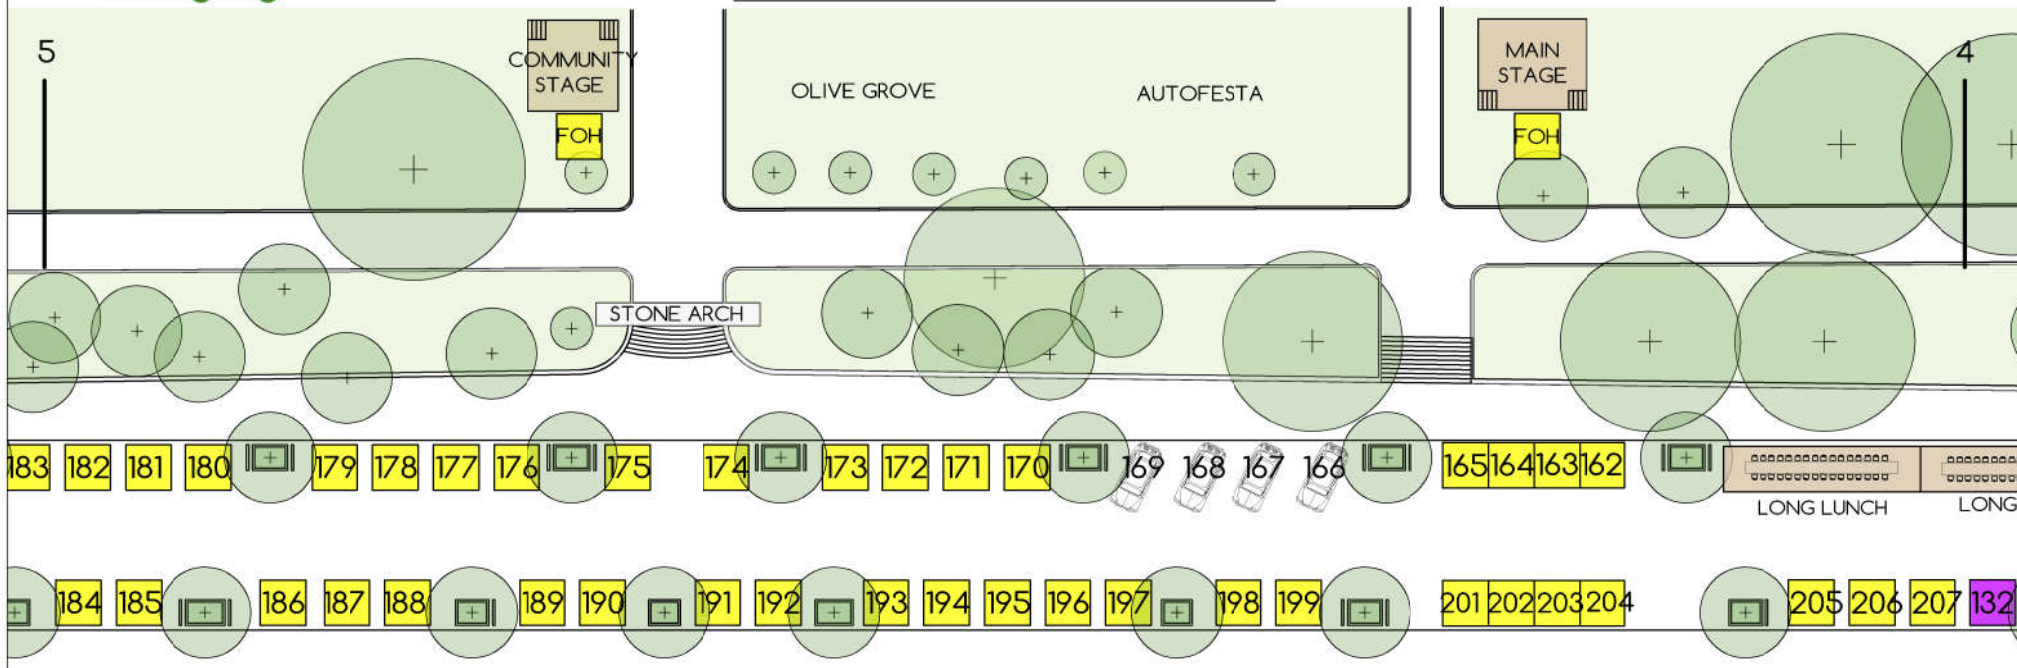 5
COMMUNITY
STAGE
FOH
OLIVE GROVE
AUTOFESTA
MAIN
STAGE
FOH
4
STONE ARCH
183 182 181 180 179 178 177 176 175 174 173 172 171 170 169 168 167 166 165 164 163 162
LONG LUNCH
LONG
184 185 186 187 188 189 190 191 192 193 194 195 196 197 198 199 201 202 203 204 205 206 207 132